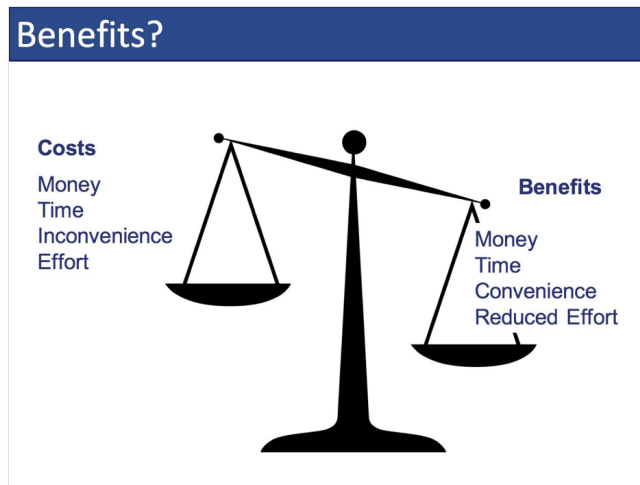 Benefits?
Costs
Money
Time
Inconvenience
Effort
Benefits
Money
Time
Convenience
Reduced Effort